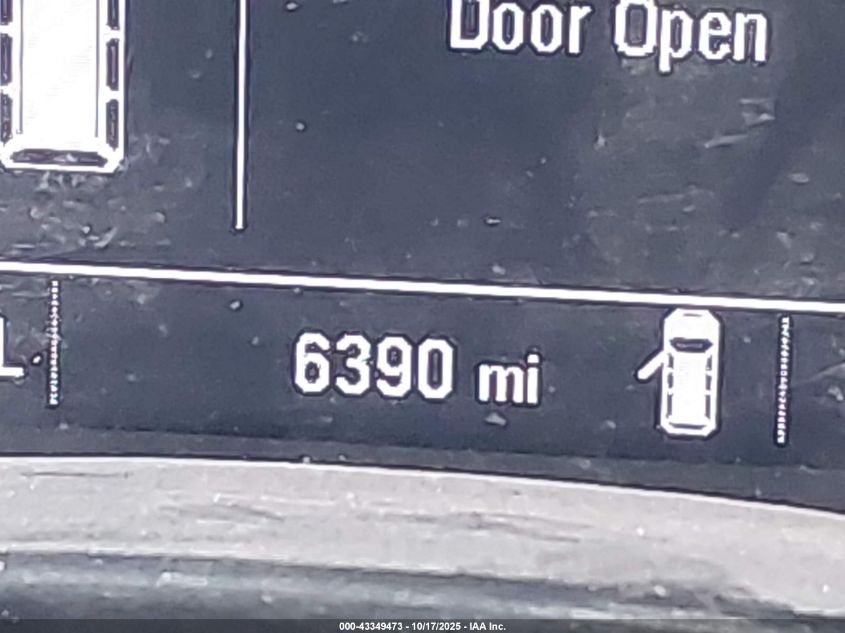 Door Open
L.
6390 mi
000-43349473 - 10/17/2025 - IAA Inc.